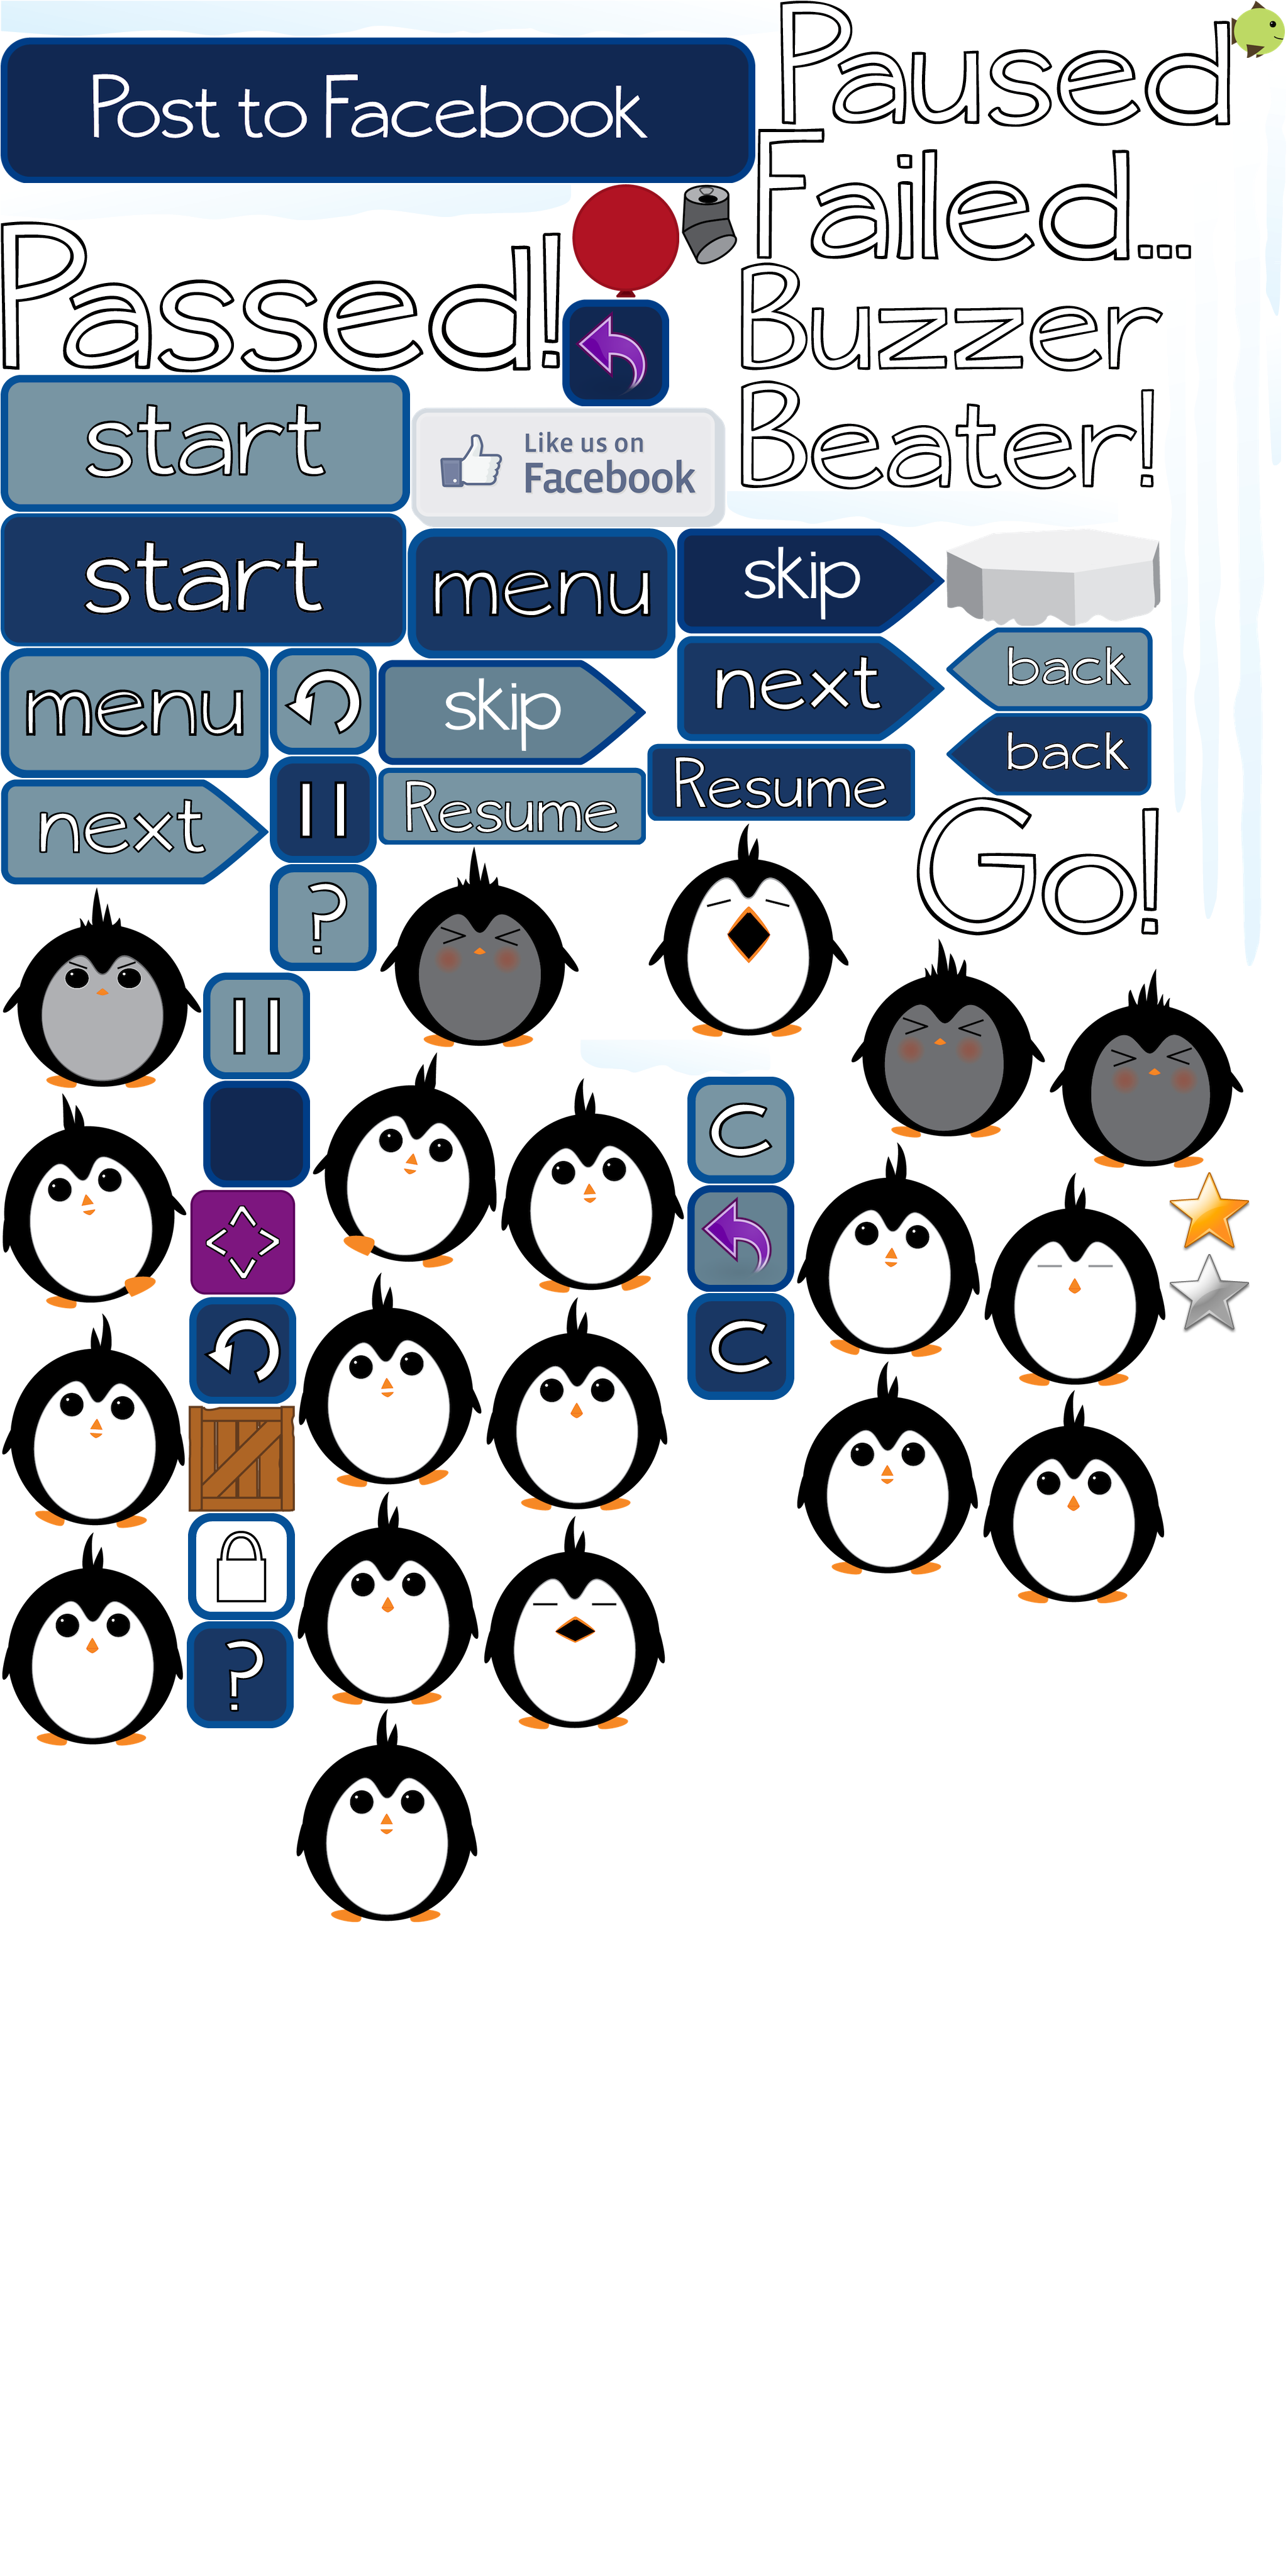 Paused
Post to Facebook
Failed...
Passed!
Buzzer
Beater!
start
Like us on
Facebook
start
menu
skip
next
back
menu
skip
back
Resume
Resume
next
Go!
?
C
C
?